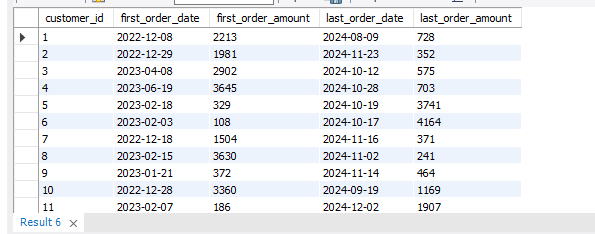 customer_id first_order_date first_order_amount last_order_date last_order_amount
1 2022-12-08 2213 2024-08-09 728
2 2022-12-29 1981 2024-11-23 352
3 2023-04-08 2902 2024-10-12 575
4 2023-06-19 3645 2024-10-28 703
5 2023-02-18 329 2024-10-19 3741
6 2023-02-03 108 2024-10-17 4164
7 2022-12-18 1504 2024-11-16 371
8 2023-02-15 3630 2024-11-02 241
9 2023-01-21 372 2024-11-14 464
10 2022-12-28 3360 2024-09-19 1169
11 2023-02-07 186 2024-12-02 1907
Result 6